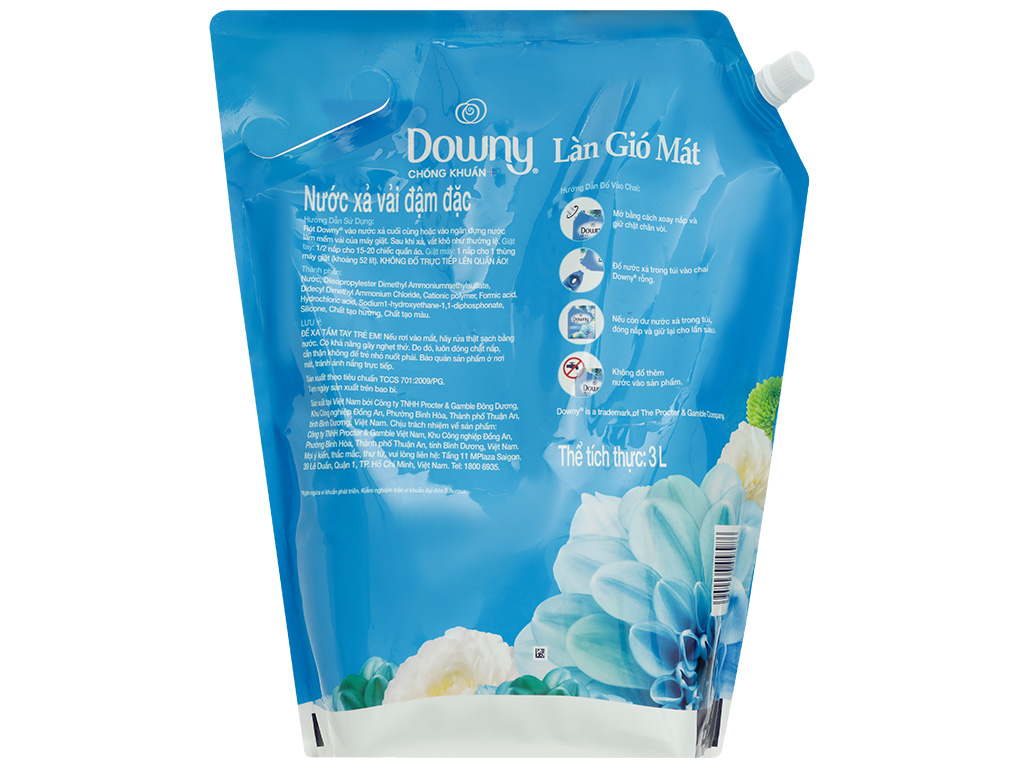 Downy®
CHỐNG KHUẨN
Làn Gió Mát
Nước xả vải đậm đặc
Hướng Dẫn Sử Dụng:
Rót Downy® vào nước xả cuối cùng hoặc vào ngăn đựng nước
làm mềm vải của máy giặt. Sau khi xả, vắt khô như thường lệ. Giặt
tay: 1/2 nắp cho 15-20 chiếc quần áo, Giặt máy: 1 nắp cho 1 thùng
máy giặt (khoảng 52 lít). KHÔNG ĐỔ TRỰC TIẾP LÊN QUẦN ÁO!
Thành phần:
Nước, Diisopropylester Dimethyl Ammoniummethylsulfate,
Didecyl Dimethyl Ammonium Chloride, Cationic polymer, Formic acid,
Hydrochloric acid, Sodium1-hydroxyethane-1,1-diphosphonate,
Silicone, Chất tạo hường, Chất tạo màu.
LƯU Ý:
ĐỂ XA TẦM TAY TRẺ EM! Nếu rơi vào mắt, hãy rửa thật sạch bằng
nước. Có khả năng gây nghẹt thở. Do đó, luôn đóng chặt nắp,
cẩn thận không để trẻ nhỏ nuốt phải. Bảo quản sản phẩm ở nơi
mát, tránh ánh nắng trực tiếp.
Sản xuất theo tiêu chuẩn TCCS 701:2009/PG.
ngày sản xuất trên bao bì.
Sản xuất tại Việt Nam bởi Công ty TNHH Procter & Gamble Đông Dương,
Khu Công nghiệp Đồng An, Phường Bình Hòa, Thành phố Thuận An,
tỉnh Bình Dương, Việt Nam. Chịu trách nhiệm về sản phẩm:
Công ty TNHH Procter & Gamble Việt Nam, Khu Công nghiệp Đồng An,
Phường Bình Hòa, Thành phố Thuận An, tỉnh Bình Dương, Việt Nam.
Mọi ý kiến, thắc mắc, thư từ, vui lòng liên hệ: Tầng 11 MPlaza Saigon,
39 Lê Duẩn, Quận 1, TP. Hồ Chí Minh, Việt Nam. Tel: 1800 6935.
*Ngăn ngừa vi khuẩn phát triển. Kiểm nghiệm trên vi khuẩn
Hướng Dẫn Đổ Vào Chai:
Mở bằng cách xoay nắp và
giữ chặt chân vòi.
Đổ nước xả trong túi vào chai
Downy® rỗng.
Nếu còn dư nước xả trong túi,
đóng nắp và giữ lại cho lần sau.
Không đổ thêm
nước vào sản phẩm.
Downy® is a trademark of The Procter & Gamble Company.
Thể tích thực: 3 L